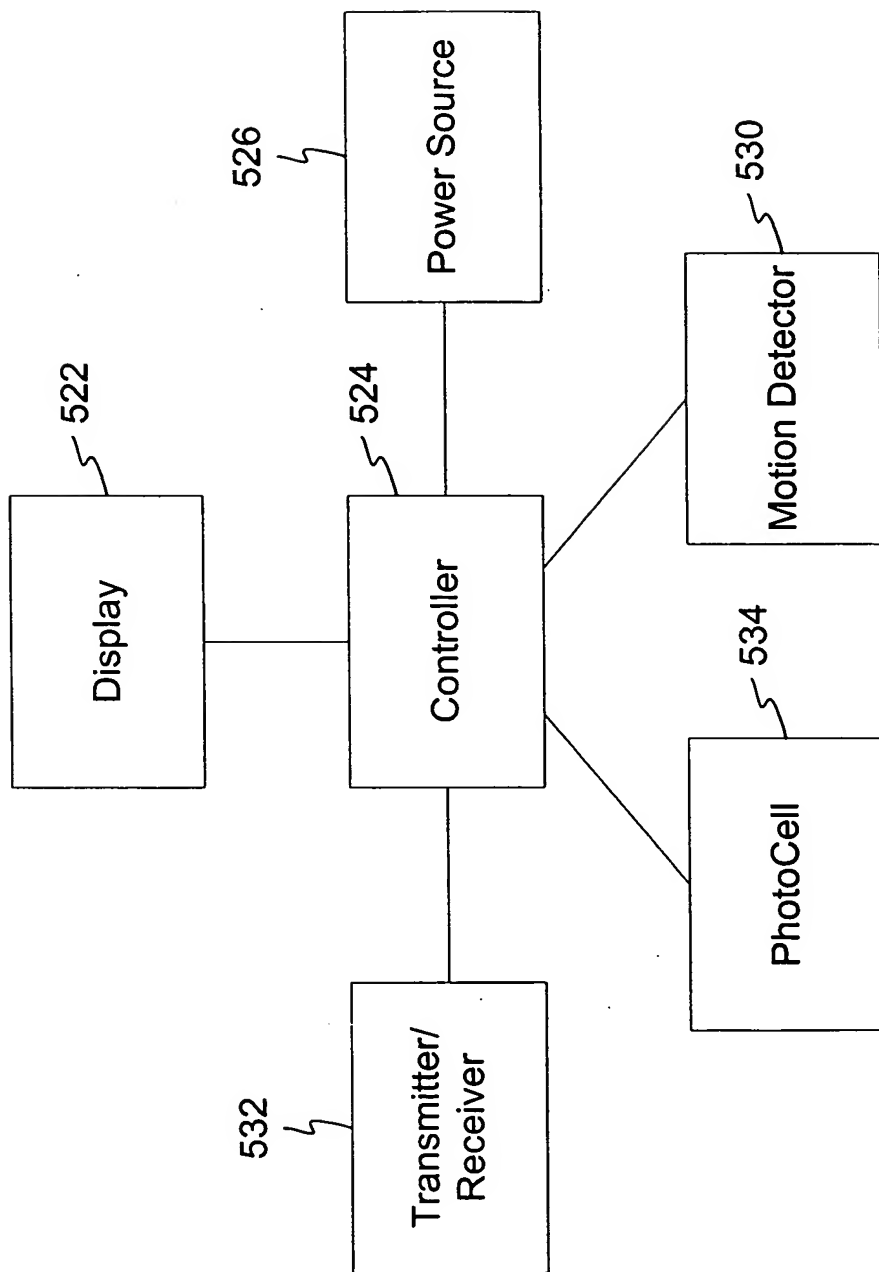 522
Display
526
Power Source
524
Controller
532
Transmitter/
Receiver
530
Motion Detector
534
PhotoCell